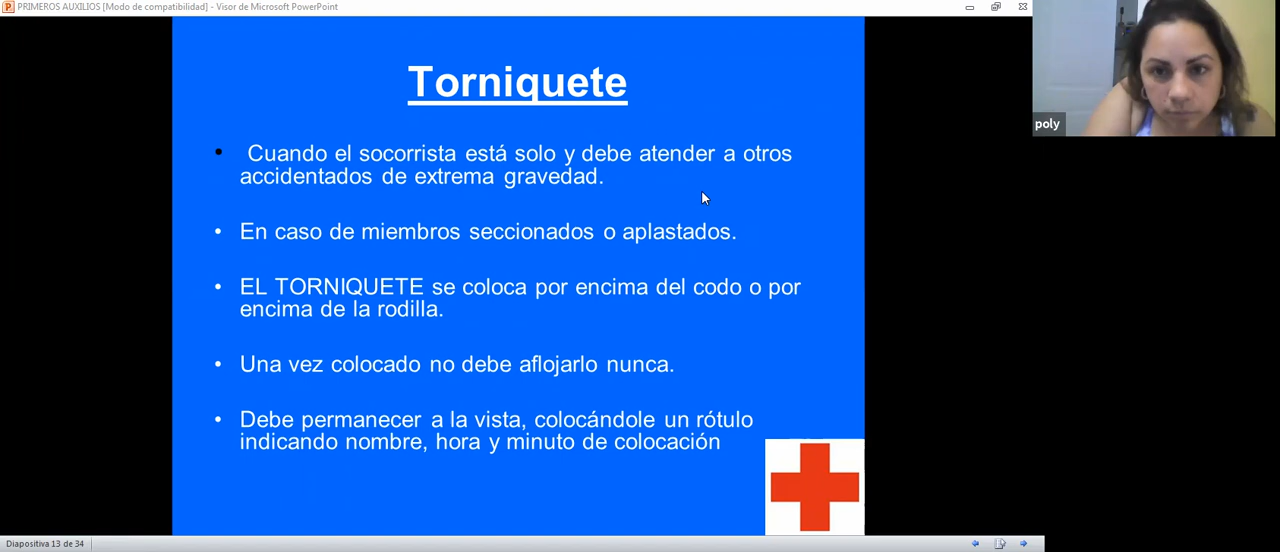 PRIMEROS AUXILIOS [Modo de compatibilidad] - Visor de Microsoft PowerPoint
poly
Torniquete
• Cuando el socorrista está solo y debe atender a otros
accidentados de extrema gravedad.
• En caso de miembros seccionados o aplastados.
• EL TORNIQUETE se coloca por encima del codo o por
encima de la rodilla.
• Una vez colocado no debe aflojarlo nunca.
• Debe permanecer a la vista, colocándole un rótulo
indicando nombre, hora y minuto de colocación
Diapositiva 13 de 34